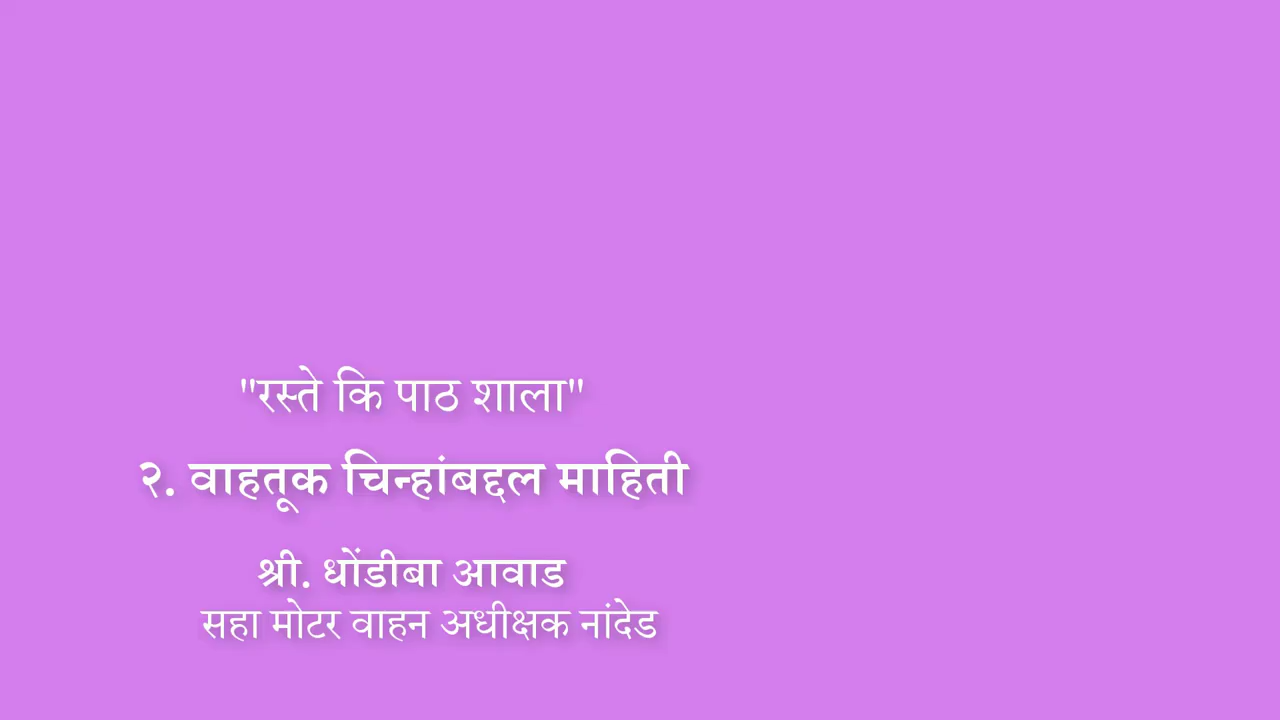 "रस्ते कि पाठ शाला"
२. वाहतूक चिन्हांबद्दल माहिती
श्री. धोंडीबा आवाड
सहा मोटर वाहन अधीक्षक नांदेड